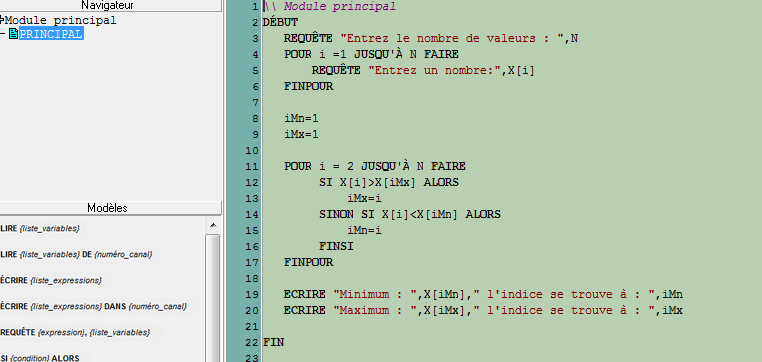 Navigateur
Module principal
PRINCIPAL
Modèles
LIRE {liste_variables}
LIRE {liste_variables} DE {numéro_canal}
ÉCRIRE {liste_expressions}
ÉCRIRE {liste_expressions} DANS {numéro_canal}
REQUÊTE {expression}, {liste_variables}
SI {condition} ALORS
1 \\ Module principal
2 DÉBUT
3 REQUÊTE "Entrez le nombre de valeurs : ",N
4 POUR i =1 JUSQU'À N FAIRE
5 REQUÊTE "Entrez un nombre:",X[i]
6 FINPOUR
7
8 iMn=1
9 iMx=1
10
11 POUR i = 2 JUSQU'À N FAIRE
12 SI X[i]>X[iMx] ALORS
13 iMx=i
14 SINON SI X[i]<X[iMn] ALORS
15 iMn=i
16 FINSI
17 FINPOUR
18
19 ECRIRE "Minimum : ",X[iMn]," l'indice se trouve à : ",iMn
20 ECRIRE "Maximum : ",X[iMx]," l'indice se trouve à : ",iMx
21
22 FIN
23